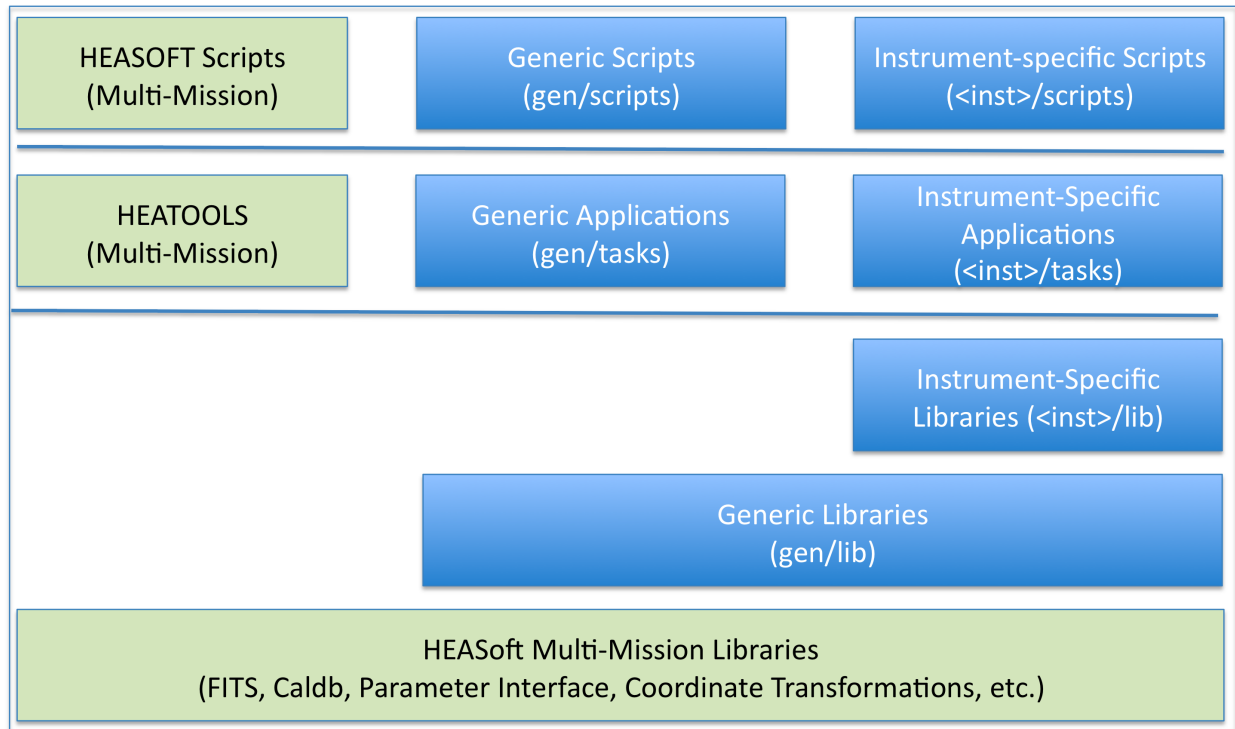 HEASOFT Scripts
(Multi-Mission)
Generic Scripts
(gen/scripts)
Instrument-specific Scripts
(<inst>/scripts)
HEATOOLS
(Multi-Mission)
Generic Applications
(gen/tasks)
Instrument-Specific
Applications
(<inst>/tasks)
Instrument-Specific
Libraries (<inst>/lib)
Generic Libraries
(gen/lib)
HEASoft Multi-Mission Libraries
(FITS, Caldb, Parameter Interface, Coordinate Transformations, etc.)